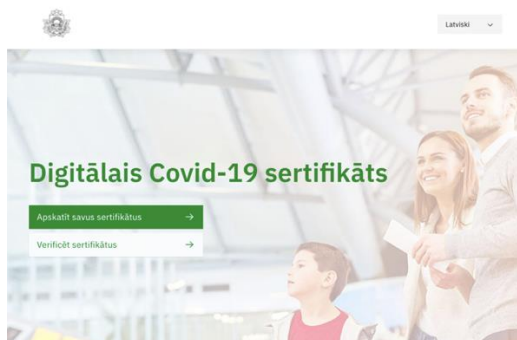 Latviski
Digitālais Covid-19 sertifikāts
Apskatīt savus sertifikātus
Verificēt sertifikātus